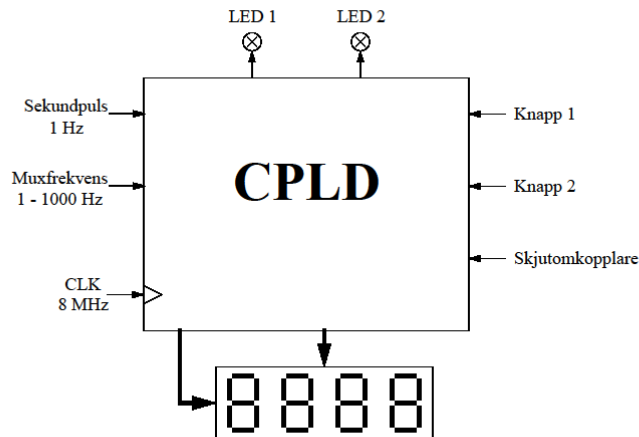 LED 1
LED 2
Sekundpuls
1 Hz
Knapp 1
CPLD
Muxfrekvens
1 - 1000 Hz
Knapp 2
Skjutomkopplare
CLK
8 MHz
8888